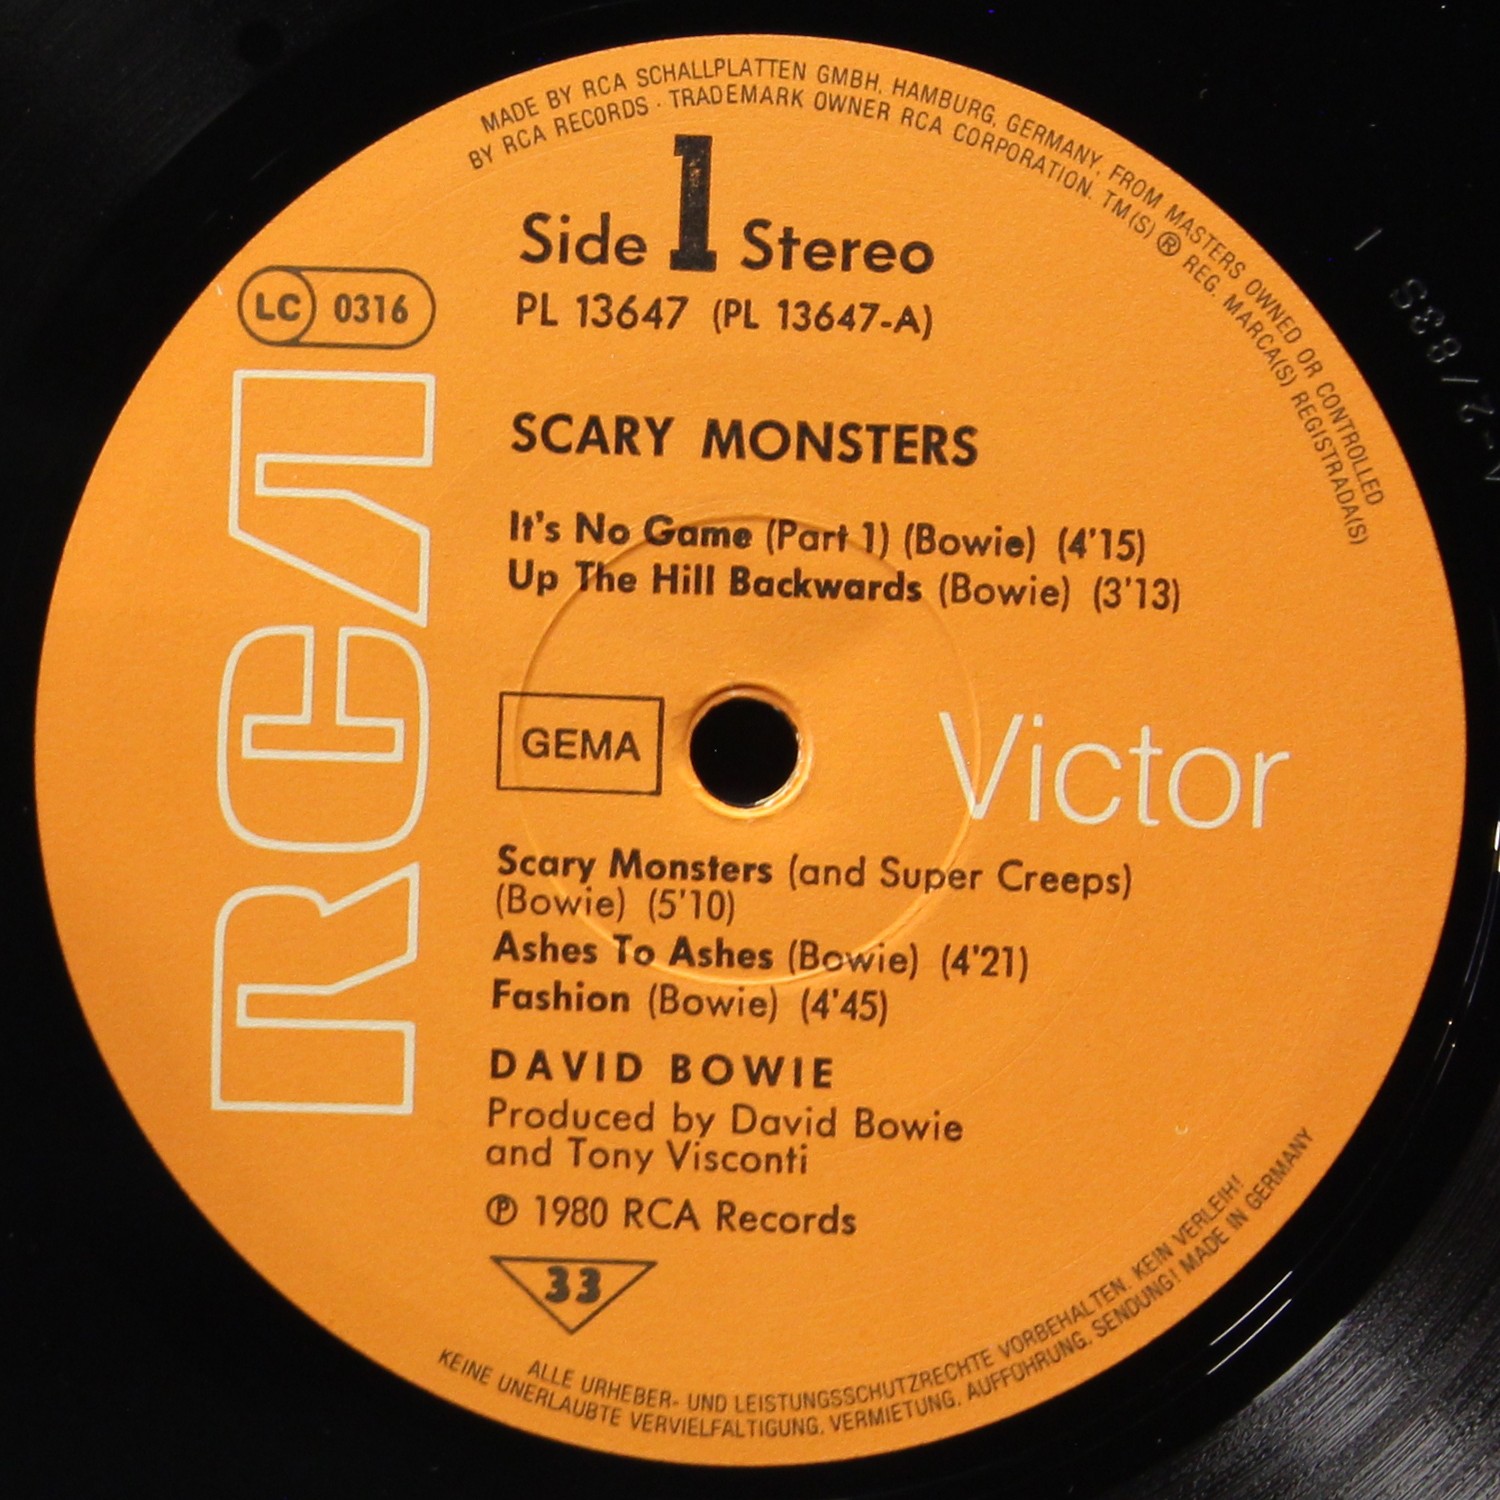 MADE BY RCA SCHALLPLATTEN GMBH, HAMBURG, GERMANY, FROM MASTERS OWNED OR CONTROLLED
BY RCA RECORDS · TRADEMARK OWNER RCA CORPORATION. TM(S) ® REG. MARCA(S) REGISTRADA(S)
Side 1 Stereo
PL 13647 (PL 13647-A)
LC 0316
RCA
SCARY MONSTERS
It's No Game (Part 1) (Bowie) (4'15)
Up The Hill Backwards (Bowie) (3'13)
GEMA
Victor
Scary Monsters (and Super Creeps)
(Bowie) (5'10)
Ashes To Ashes (Bowie) (4'21)
Fashion (Bowie) (4'45)
DAVID BOWIE
Produced by David Bowie
and Tony Visconti
℗ 1980 RCA Records
33
ALLE URHEBER- UND LEISTUNGSSCHUTZRECHTE VORBEHALTEN. KEIN VERLEIH!
KEINE UNERLAUBTE VERVIELFALTIGUNG, VERMIETUNG, AUFFÜHRUNG, SENDUNG! MADE IN GERMANY